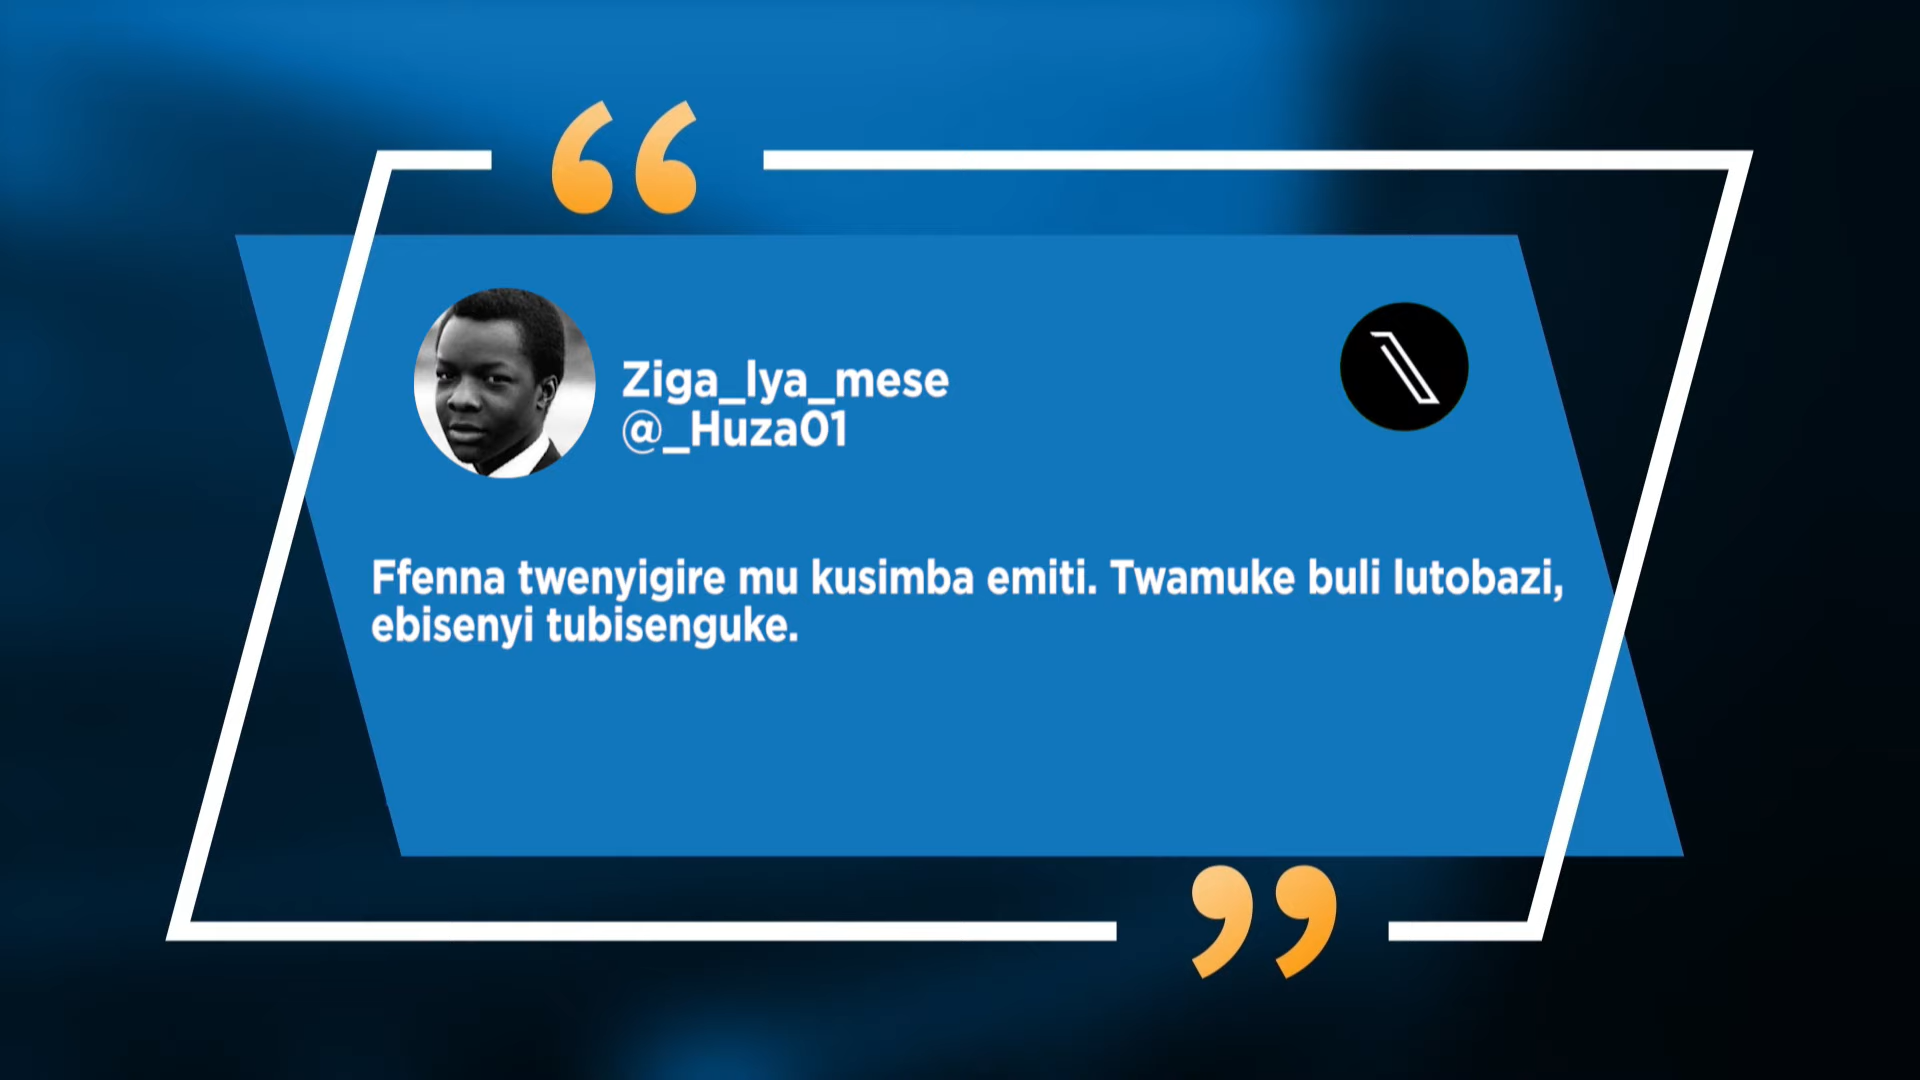 Ziga_lya_mese
@_Huza01
Ffenna twenyigire mu kusimba emiti. Twamuke buli lutobazi,
ebisenyi tubisenguke.